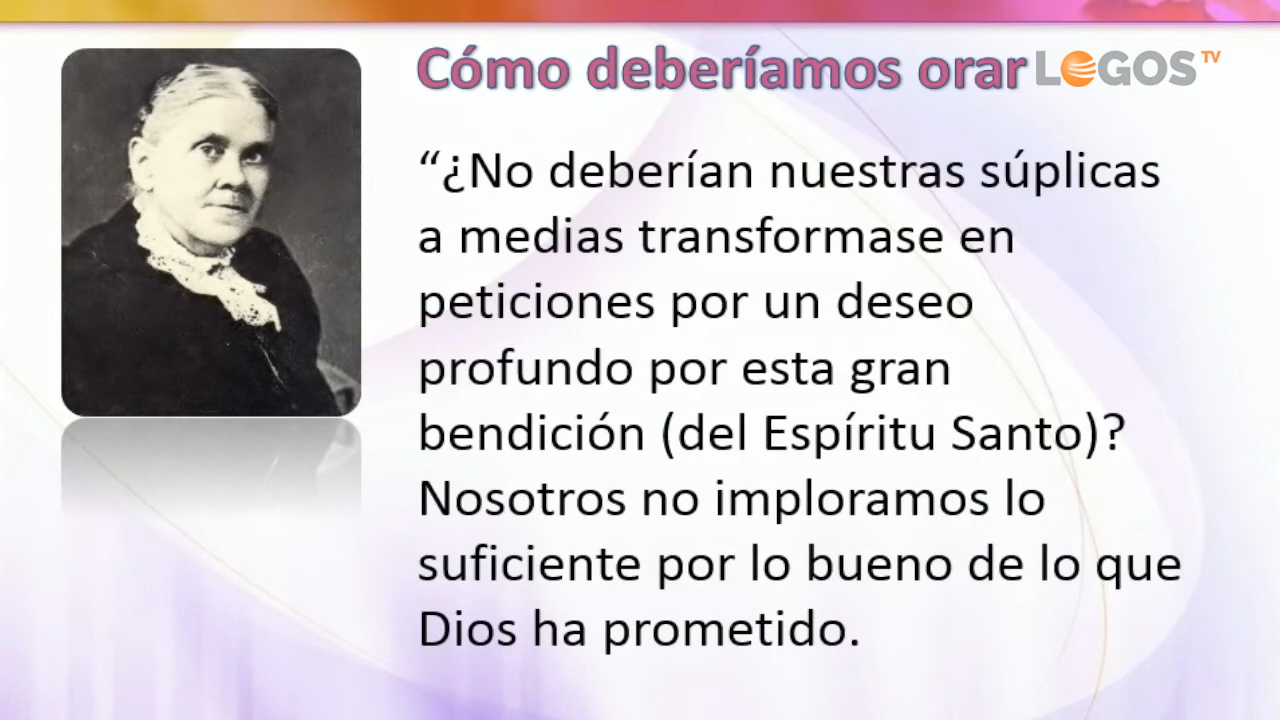 Cómo deberíamos orar
LOGOS TV
“¿No deberían nuestras súplicas
a medias transformase en
peticiones por un deseo
profundo por esta gran
bendición (del Espíritu Santo)?
Nosotros no imploramos lo
suficiente por lo bueno de lo que
Dios ha prometido.